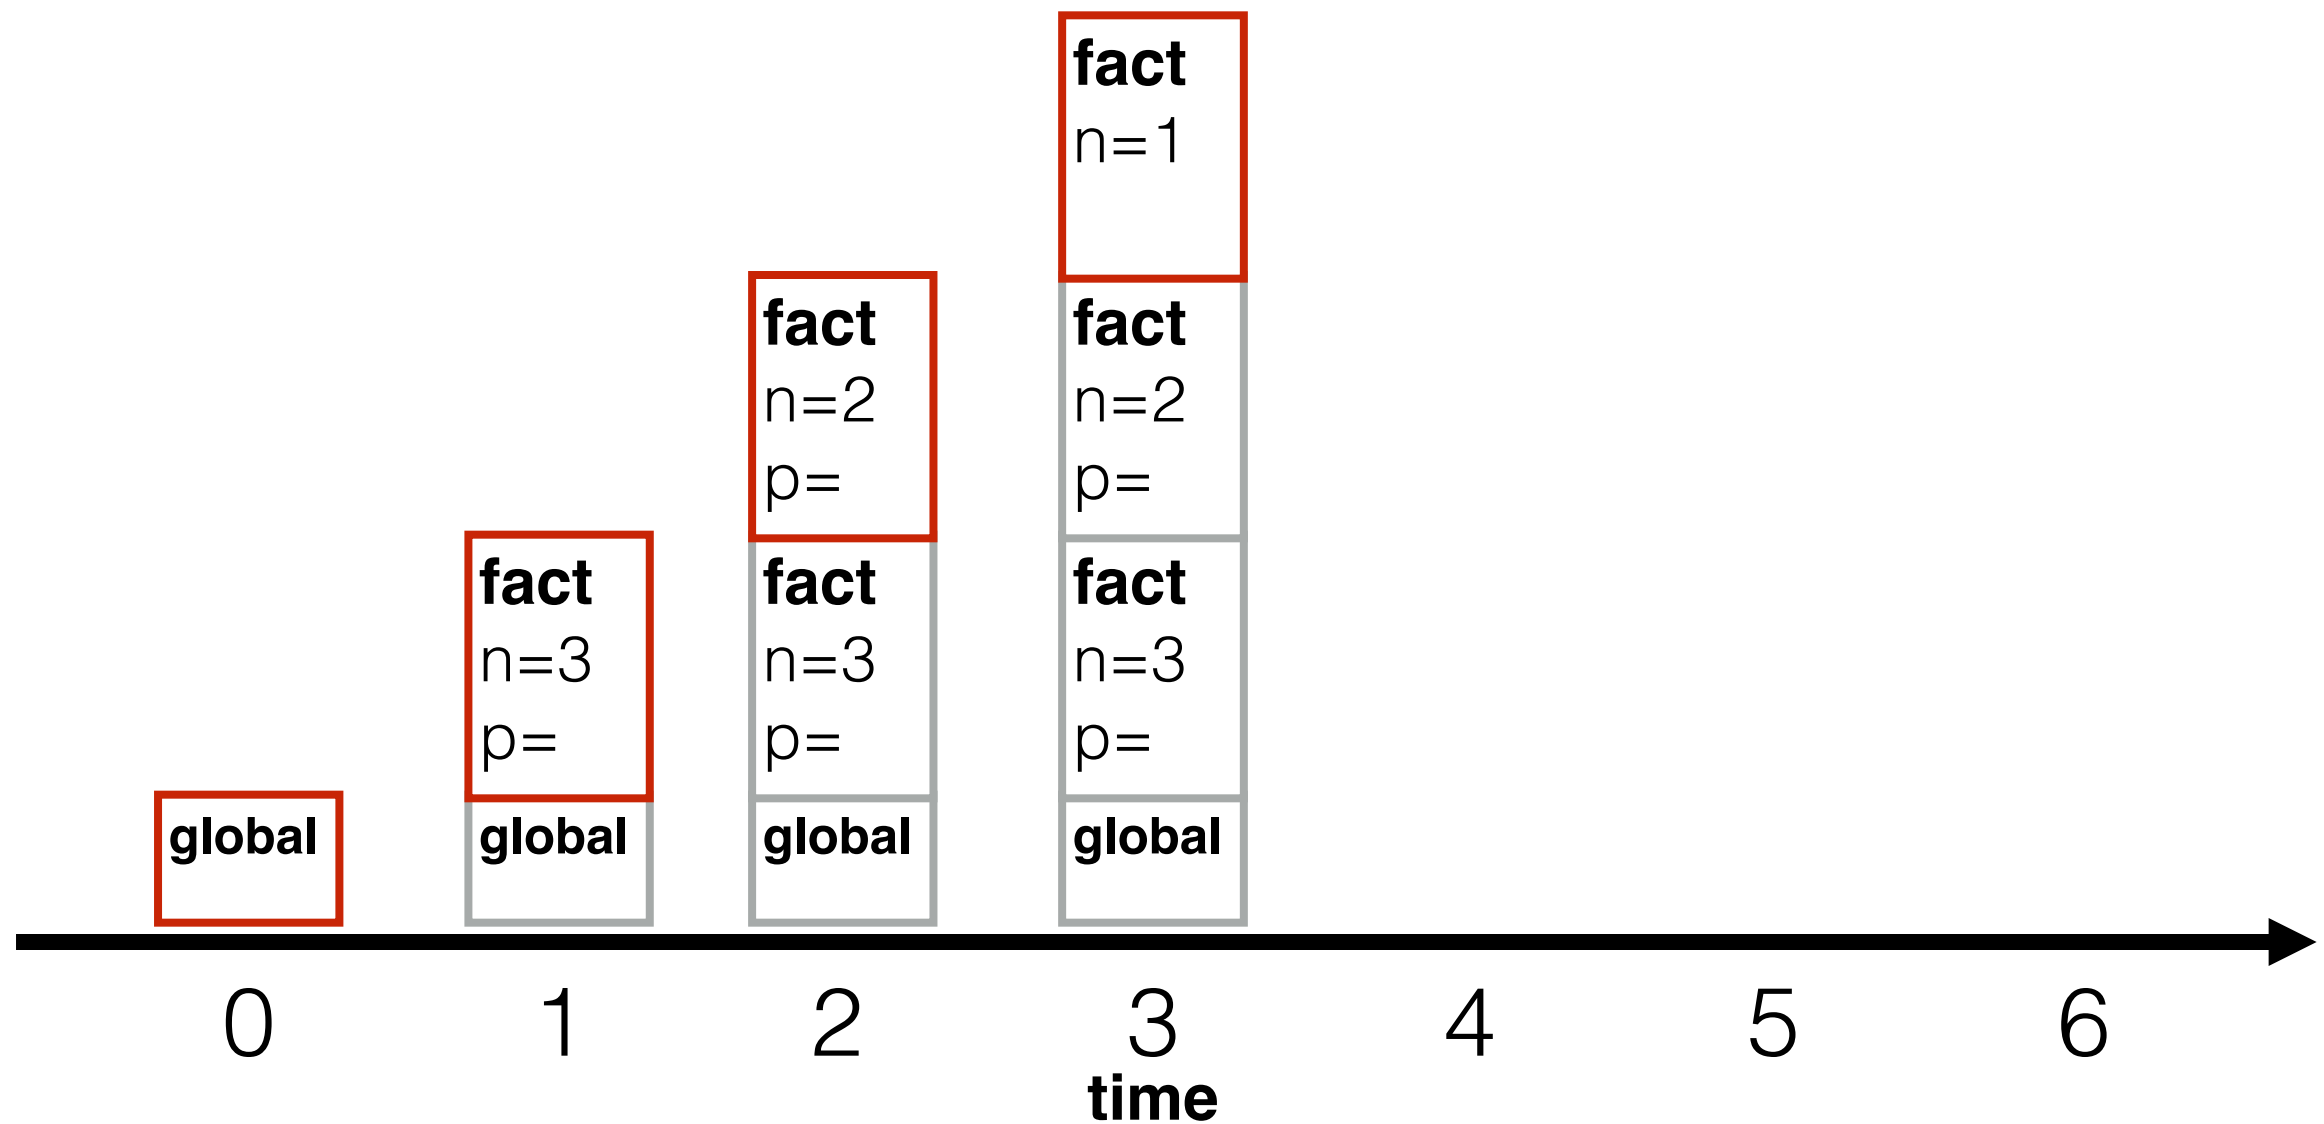 fact
n=1
fact
n=2
p=
fact
n=2
p=
fact
n=3
p=
fact
n=3
p=
fact
n=3
p=
global
global
global
global
0 1 2 3 4 5 6
time